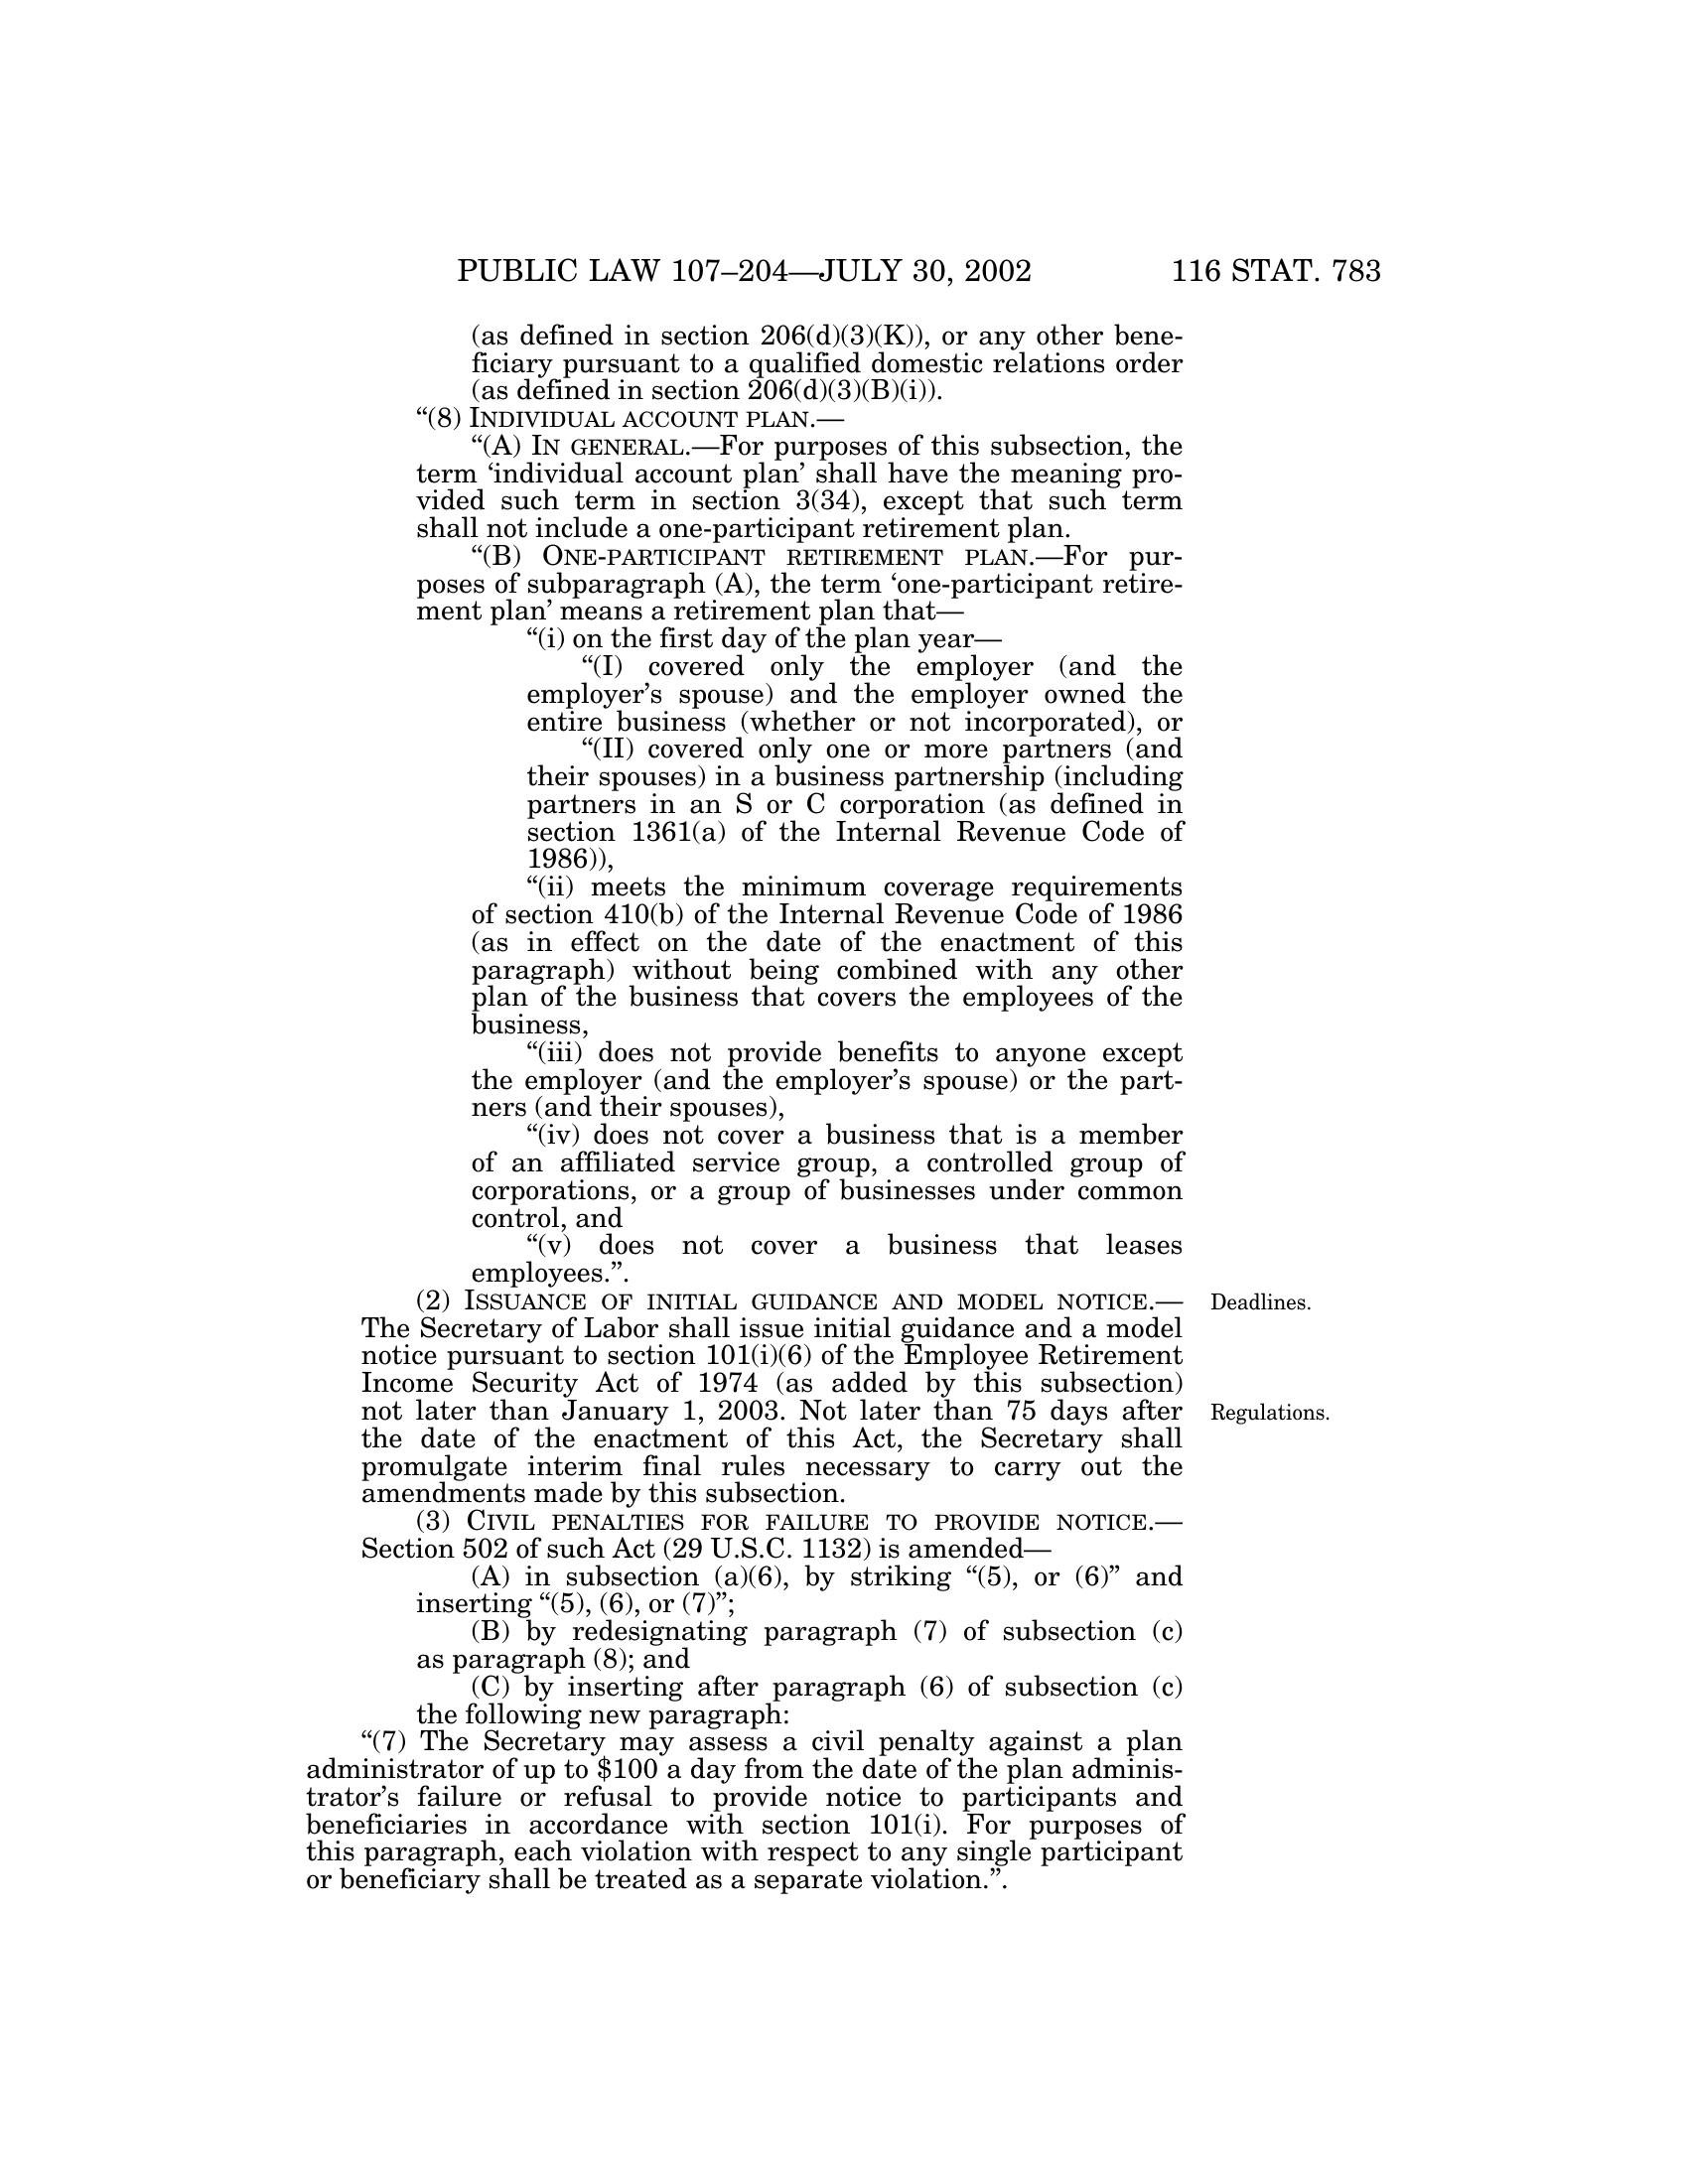 PUBLIC LAW 107–204—JULY 30, 2002 116 STAT. 783
(as defined in section 206(d)(3)(K)), or any other bene-
ficiary pursuant to a qualified domestic relations order
(as defined in section 206(d)(3)(B)(i)).
“(8) INDIVIDUAL ACCOUNT PLAN.—
“(A) IN GENERAL.—For purposes of this subsection, the
term ‘individual account plan’ shall have the meaning pro-
vided such term in section 3(34), except that such term
shall not include a one-participant retirement plan.
“(B) ONE-PARTICIPANT RETIREMENT PLAN.—For pur-
poses of subparagraph (A), the term ‘one-participant retire-
ment plan’ means a retirement plan that—
“(i) on the first day of the plan year—
“(I) covered only the employer (and the
employer’s spouse) and the employer owned the
entire business (whether or not incorporated), or
“(II) covered only one or more partners (and
their spouses) in a business partnership (including
partners in an S or C corporation (as defined in
section 1361(a) of the Internal Revenue Code of
1986)),
“(ii) meets the minimum coverage requirements
of section 410(b) of the Internal Revenue Code of 1986
(as in effect on the date of the enactment of this
paragraph) without being combined with any other
plan of the business that covers the employees of the
business,
“(iii) does not provide benefits to anyone except
the employer (and the employer’s spouse) or the part-
ners (and their spouses),
“(iv) does not cover a business that is a member
of an affiliated service group, a controlled group of
corporations, or a group of businesses under common
control, and
“(v) does not cover a business that leases
employees.”.
(2) ISSUANCE OF INITIAL GUIDANCE AND MODEL NOTICE.— Deadlines.
The Secretary of Labor shall issue initial guidance and a model
notice pursuant to section 101(i)(6) of the Employee Retirement
Income Security Act of 1974 (as added by this subsection)
not later than January 1, 2003. Not later than 75 days after Regulations.
the date of the enactment of this Act, the Secretary shall
promulgate interim final rules necessary to carry out the
amendments made by this subsection.
(3) CIVIL PENALTIES FOR FAILURE TO PROVIDE NOTICE.—
Section 502 of such Act (29 U.S.C. 1132) is amended—
(A) in subsection (a)(6), by striking “(5), or (6)” and
inserting “(5), (6), or (7)”;
(B) by redesignating paragraph (7) of subsection (c)
as paragraph (8); and
(C) by inserting after paragraph (6) of subsection (c)
the following new paragraph:
“(7) The Secretary may assess a civil penalty against a plan
administrator of up to $100 a day from the date of the plan adminis-
trator’s failure or refusal to provide notice to participants and
beneficiaries in accordance with section 101(i). For purposes of
this paragraph, each violation with respect to any single participant
or beneficiary shall be treated as a separate violation.”.